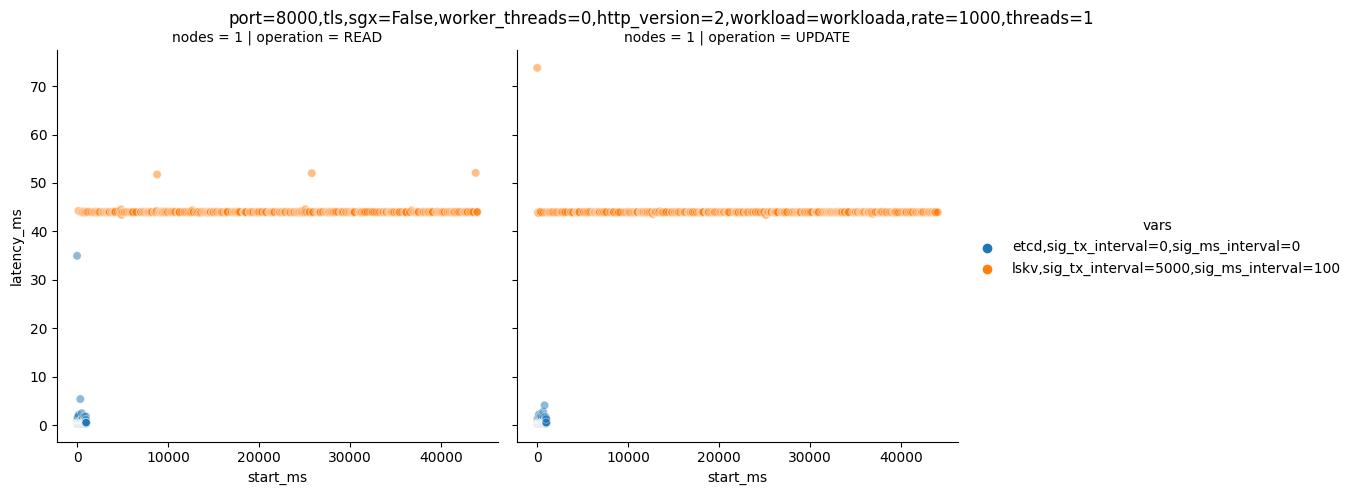 port=8000,tls,sgx=False,worker_threads=0,http_version=2,workload=workloada,rate=1000,threads=1
nodes = 1 | operation = READ
nodes = 1 | operation = UPDATE
70
60
50
40
30
20
10
0
latency_ms
0 10000 20000 30000 40000
start_ms
0 10000 20000 30000 40000
start_ms
vars
etcd,sig_tx_interval=0,sig_ms_interval=0
lskv,sig_tx_interval=5000,sig_ms_interval=100